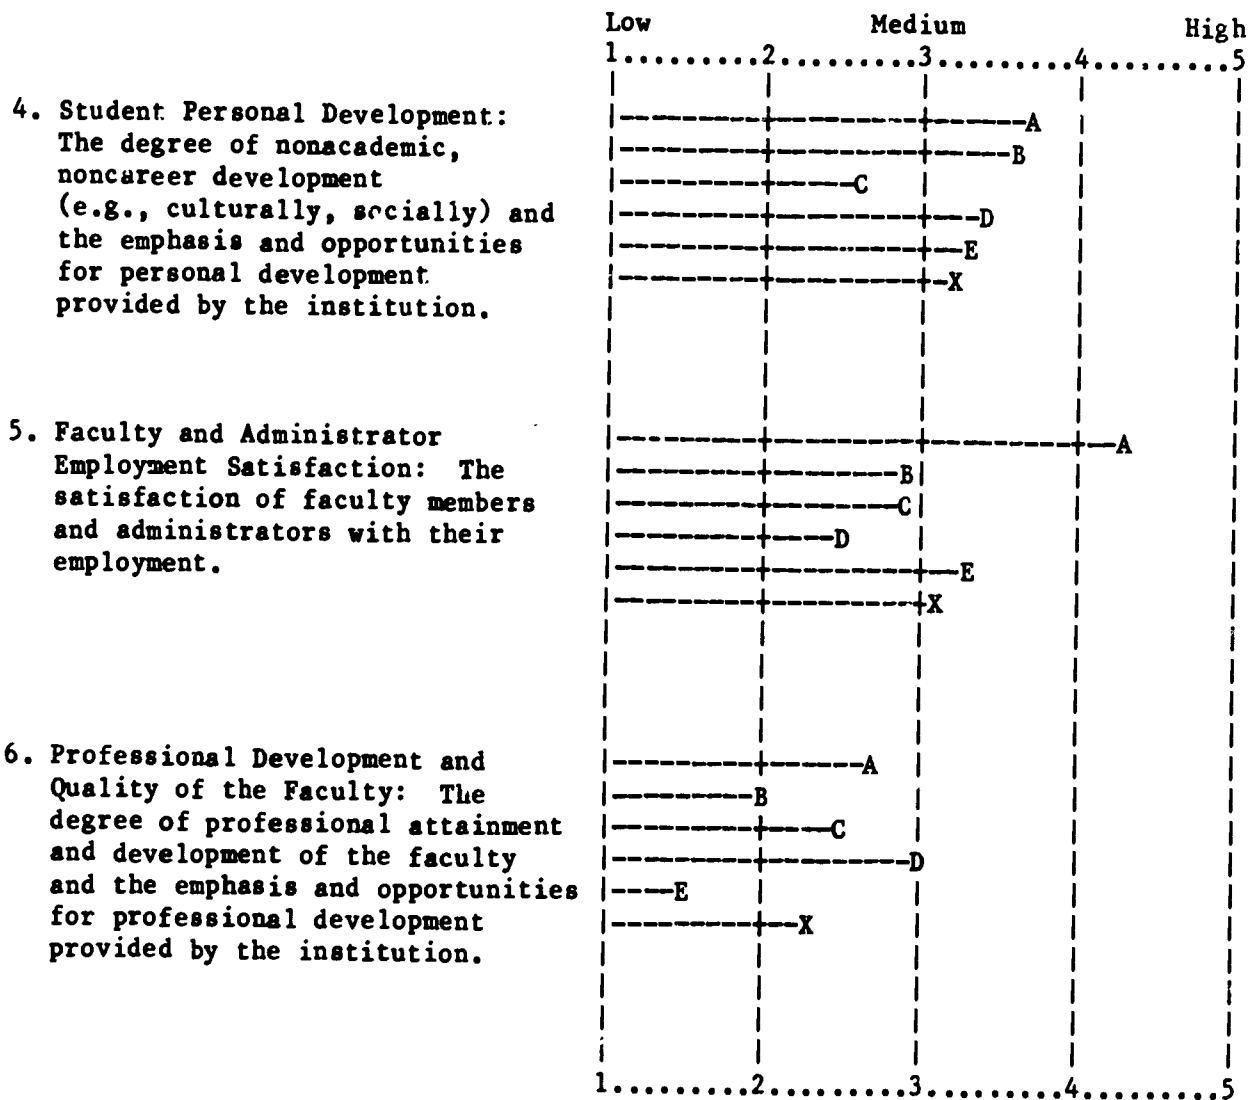 Low Medium High
1.........2.........3.........4.........5
4. Student Personal Development:
The degree of nonacademic,
noncareer development
(e.g., culturally, socially) and
the emphasis and opportunities
for personal development
provided by the institution.
A
B
C
D
E
X
5. Faculty and Administrator
Employment Satisfaction: The
satisfaction of faculty members
and administrators with their
employment.
A
B
C
D
E
X
6. Professional Development and
Quality of the Faculty: The
degree of professional attainment
and development of the faculty
and the emphasis and opportunities
for professional development
provided by the institution.
A
B
C
D
E
X
1.........2.........3.........4.........5